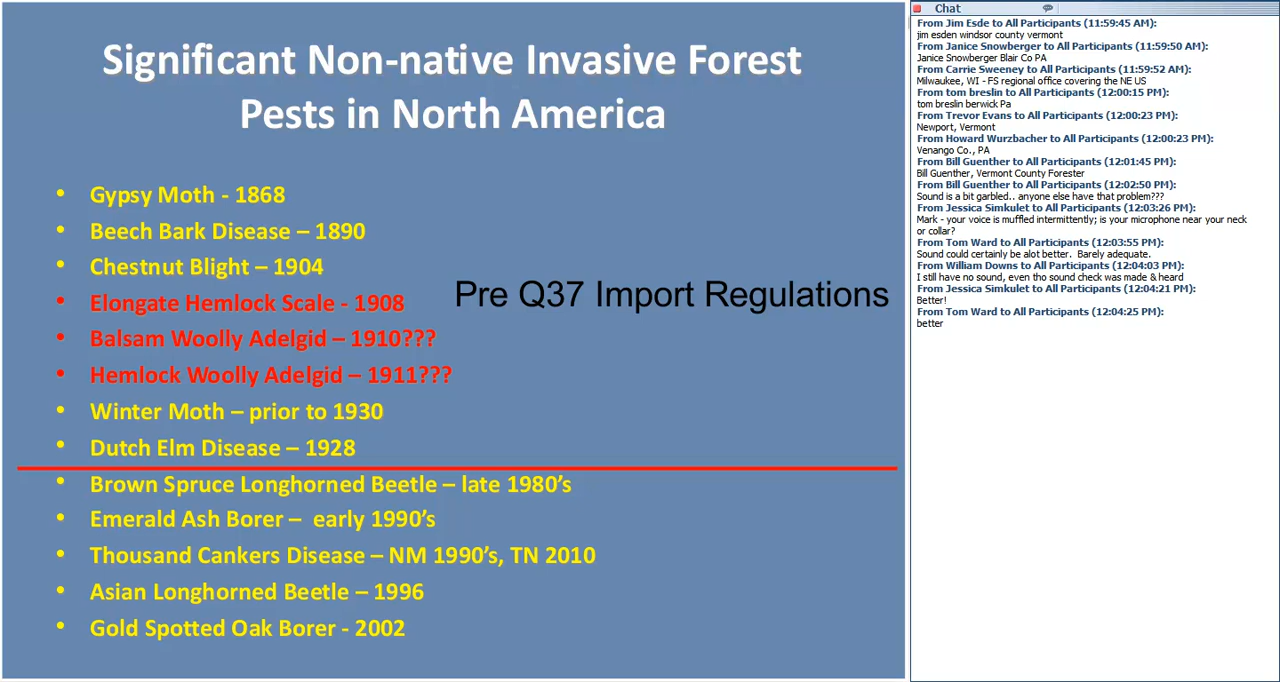 Significant Non-native Invasive Forest
Pests in North America
• Gypsy Moth - 1868
• Beech Bark Disease – 1890
• Chestnut Blight – 1904
• Elongate Hemlock Scale - 1908
Pre Q37 Import Regulations
• Balsam Woolly Adelgid – 1910???
• Hemlock Woolly Adelgid – 1911???
• Winter Moth – prior to 1930
• Dutch Elm Disease – 1928
• Brown Spruce Longhorned Beetle – late 1980’s
• Emerald Ash Borer –  early 1990’s
• Thousand Cankers Disease – NM 1990’s, TN 2010
• Asian Longhorned Beetle – 1996
• Gold Spotted Oak Borer - 2002
Chat
From Jim Esde to All Participants (11:59:45 AM):
jim esden windsor county vermont
From Janice Snowberger to All Participants (11:59:50 AM):
Janice Snowberger Blair Co PA
From Carrie Sweeney to All Participants (11:59:52 AM):
Milwaukee, WI - FS regional office covering the NE US
From tom breslin to All Participants (12:00:15 PM):
tom breslin berwick Pa
From Trevor Evans to All Participants (12:00:23 PM):
Newport, Vermont
From Howard Wurzbacher to All Participants (12:00:23 PM):
Venango Co., PA
From Bill Guenther to All Participants (12:01:45 PM):
Bill Guenther, Vermont County Forester
From Bill Guenther to All Participants (12:02:50 PM):
Sound is a bit garbled.. anyone else have that problem???
From Jessica Simkulet to All Participants (12:03:26 PM):
Mark - your voice is muffled intermittently; is your microphone near your neck
or collar?
From Tom Ward to All Participants (12:03:55 PM):
Sound could certainly be alot better.  Barely adequate.
From William Downs to All Participants (12:04:03 PM):
I still have no sound, even tho sound check was made & heard
From Jessica Simkulet to All Participants (12:04:21 PM):
Better!
From Tom Ward to All Participants (12:04:25 PM):
better